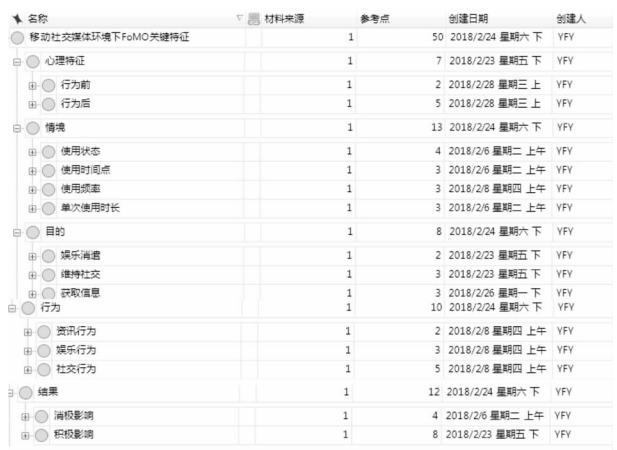 名称 材料来源 参考点 创建日期 创建人
移动社交媒体环境下FoMO关键特征 1 50 2018/2/24 星期六 下 YFY
心理特征 1 7 2018/2/23 星期五 下 YFY
行为前 1 2 2018/2/28 星期三 上 YFY
行为后 1 5 2018/2/28 星期三 上 YFY
情境 1 13 2018/2/24 星期六 下 YFY
使用状态 1 4 2018/2/6 星期二 上午 YFY
使用时间点 1 3 2018/2/6 星期二 上午 YFY
使用频率 1 3 2018/2/8 星期四 上午 YFY
单次使用时长 1 3 2018/2/6 星期二 上午 YFY
目的 1 8 2018/2/24 星期六 下 YFY
娱乐消遣 1 2 2018/2/23 星期五 下 YFY
维持社交 1 3 2018/2/23 星期五 下 YFY
获取信息 1 3 2018/2/26 星期一 下 YFY
行为 1 10 2018/2/24 星期六 下 YFY
资讯行为 1 2 2018/2/8 星期四 上午 YFY
娱乐行为 1 3 2018/2/8 星期四 上午 YFY
社交行为 1 5 2018/2/8 星期四 上午 YFY
结果 1 12 2018/2/24 星期六 下 YFY
消极影响 1 4 2018/2/6 星期二 上午 YFY
积极影响 1 8 2018/2/23 星期五 下 YFY